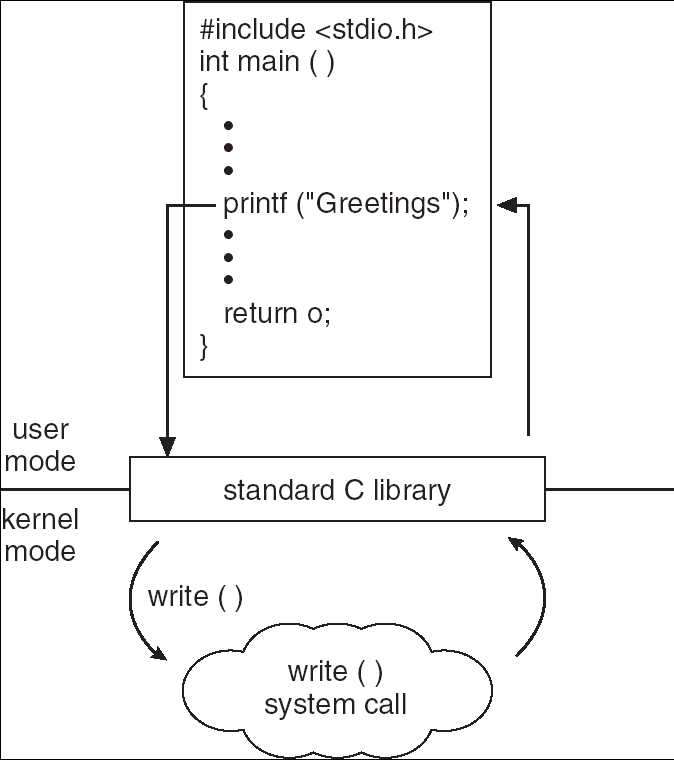 #include <stdio.h>
int main ( )
{
•
•
•
printf ("Greetings");
•
•
•
return o;
}
user
mode
standard C library
kernel
mode
write ( )
write ( )
system call